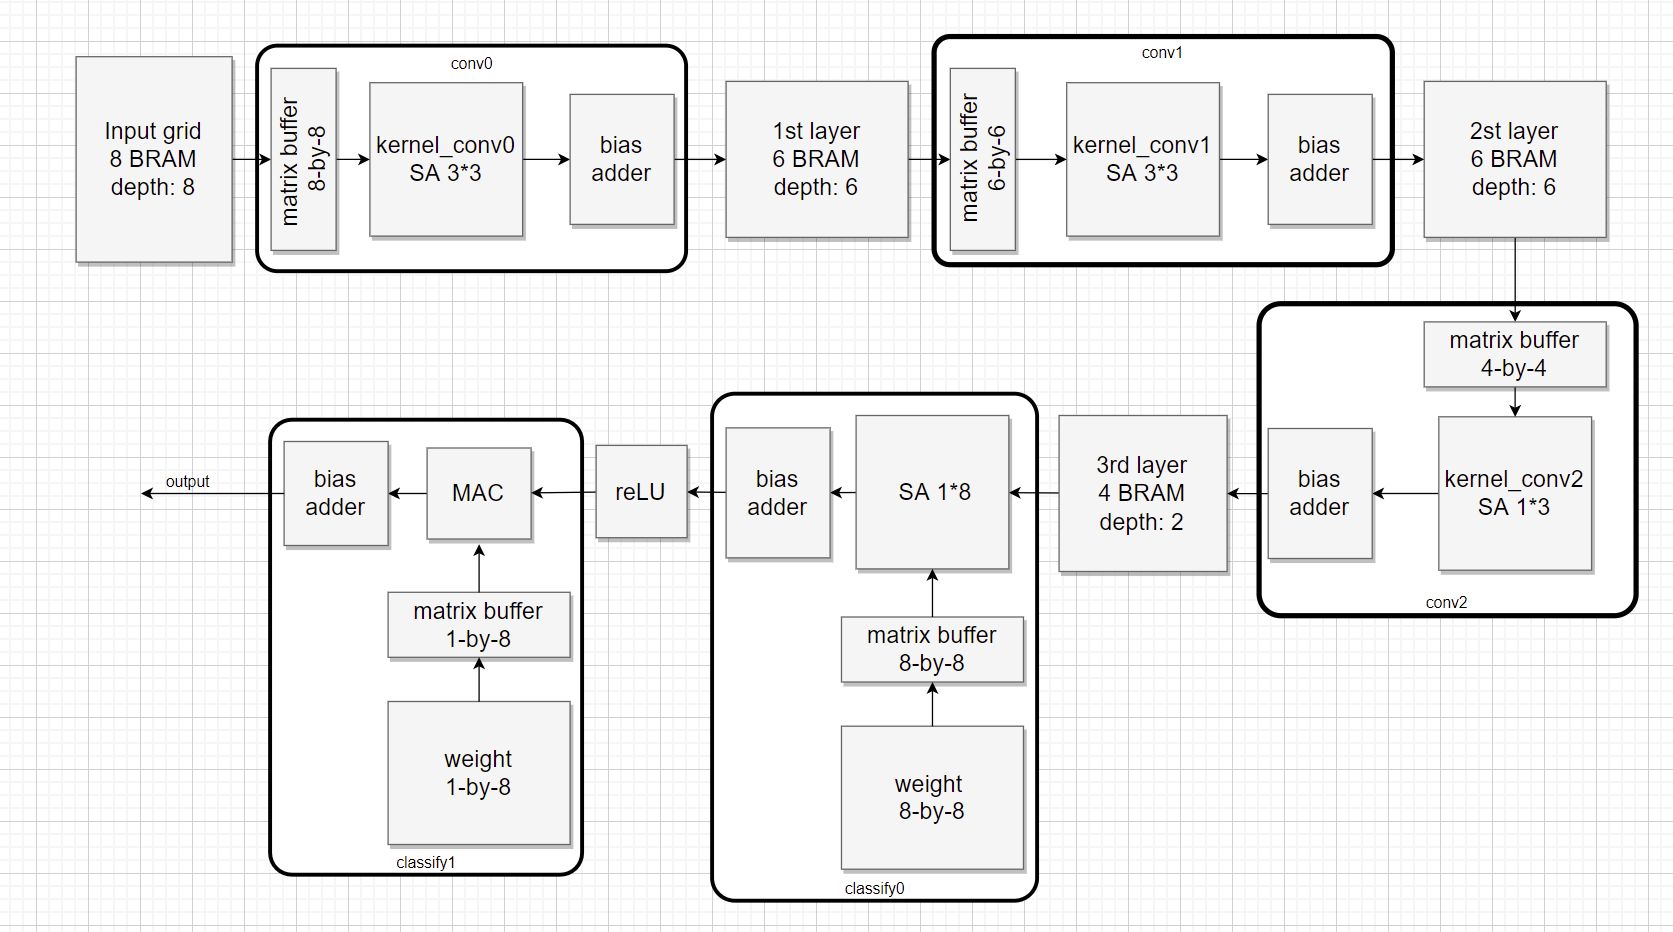 Input grid
8 BRAM
depth: 8
conv0
matrix buffer
8-by-8
kernel_conv0
SA 3*3
bias
adder
1st layer
6 BRAM
depth: 6
conv1
matrix buffer
6-by-6
kernel_conv1
SA 3*3
bias
adder
2st layer
6 BRAM
depth: 6
matrix buffer
4-by-4
kernel_conv2
SA 1*3
bias
adder
conv2
3rd layer
4 BRAM
depth: 2
SA 1*8
bias
adder
matrix buffer
8-by-8
weight
8-by-8
classify0
reLU
MAC
bias
adder
matrix buffer
1-by-8
weight
1-by-8
classify1
output